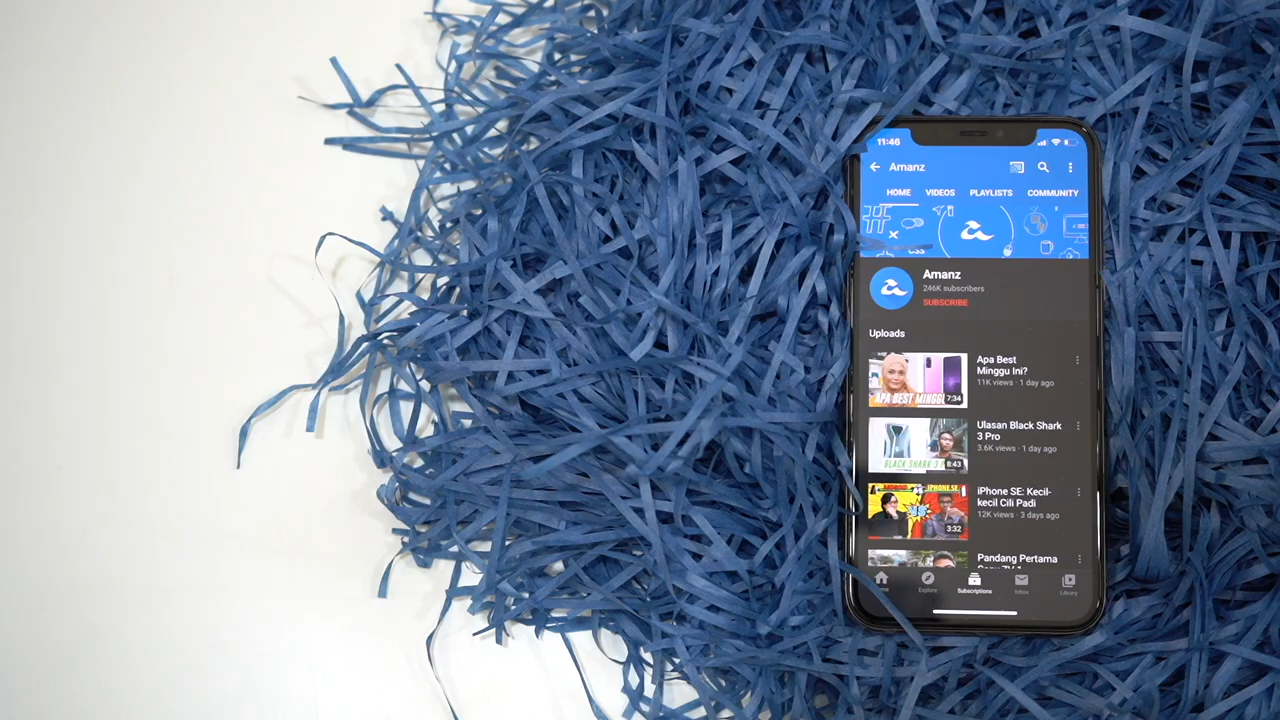 11:46
Amanz
HOME VIDEOS PLAYLISTS COMMUNITY
#
Amanz
246K subscribers
SUBSCRIBE
Uploads
APA BEST MINGGU
7:34
Apa Best
Minggu Ini?
11K views · 1 day ago
BLACK SHARK 3 P
8:43
Ulasan Black Shark
3 Pro
3.6K views · 1 day ago
IPHONE SE
3:32
iPhone SE: Kecil-
kecil Cili Padi
12K views · 3 days ago
Pandang Pertama
Explore Subscriptions Inbox Library